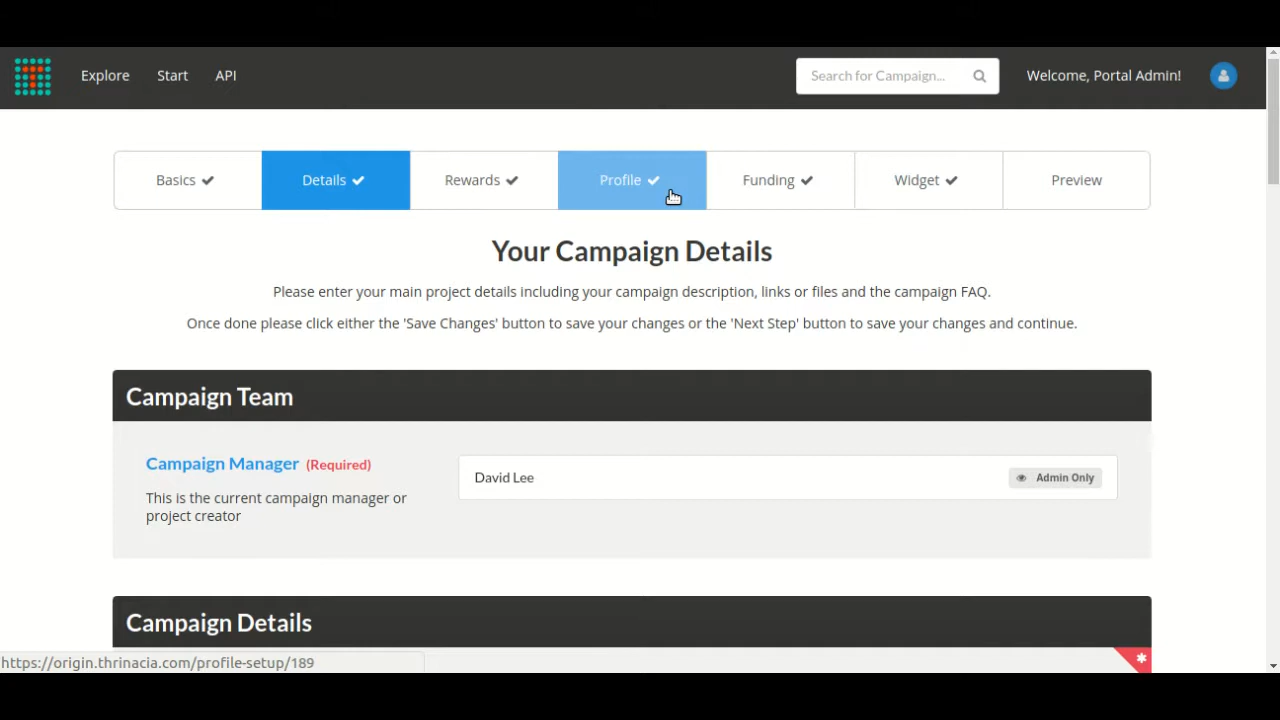 Explore Start API Search for Campaign... Welcome, Portal Admin!
Basics Details Rewards Profile Funding Widget Preview
Your Campaign Details
Please enter your main project details including your campaign description, links or files and the campaign FAQ.
Once done please click either the 'Save Changes' button to save your changes or the 'Next Step' button to save your changes and continue.
Campaign Team
Campaign Manager (Required)
This is the current campaign manager or
project creator
David Lee Admin Only
Campaign Details
https://origin.thrinacia.com/profile-setup/189